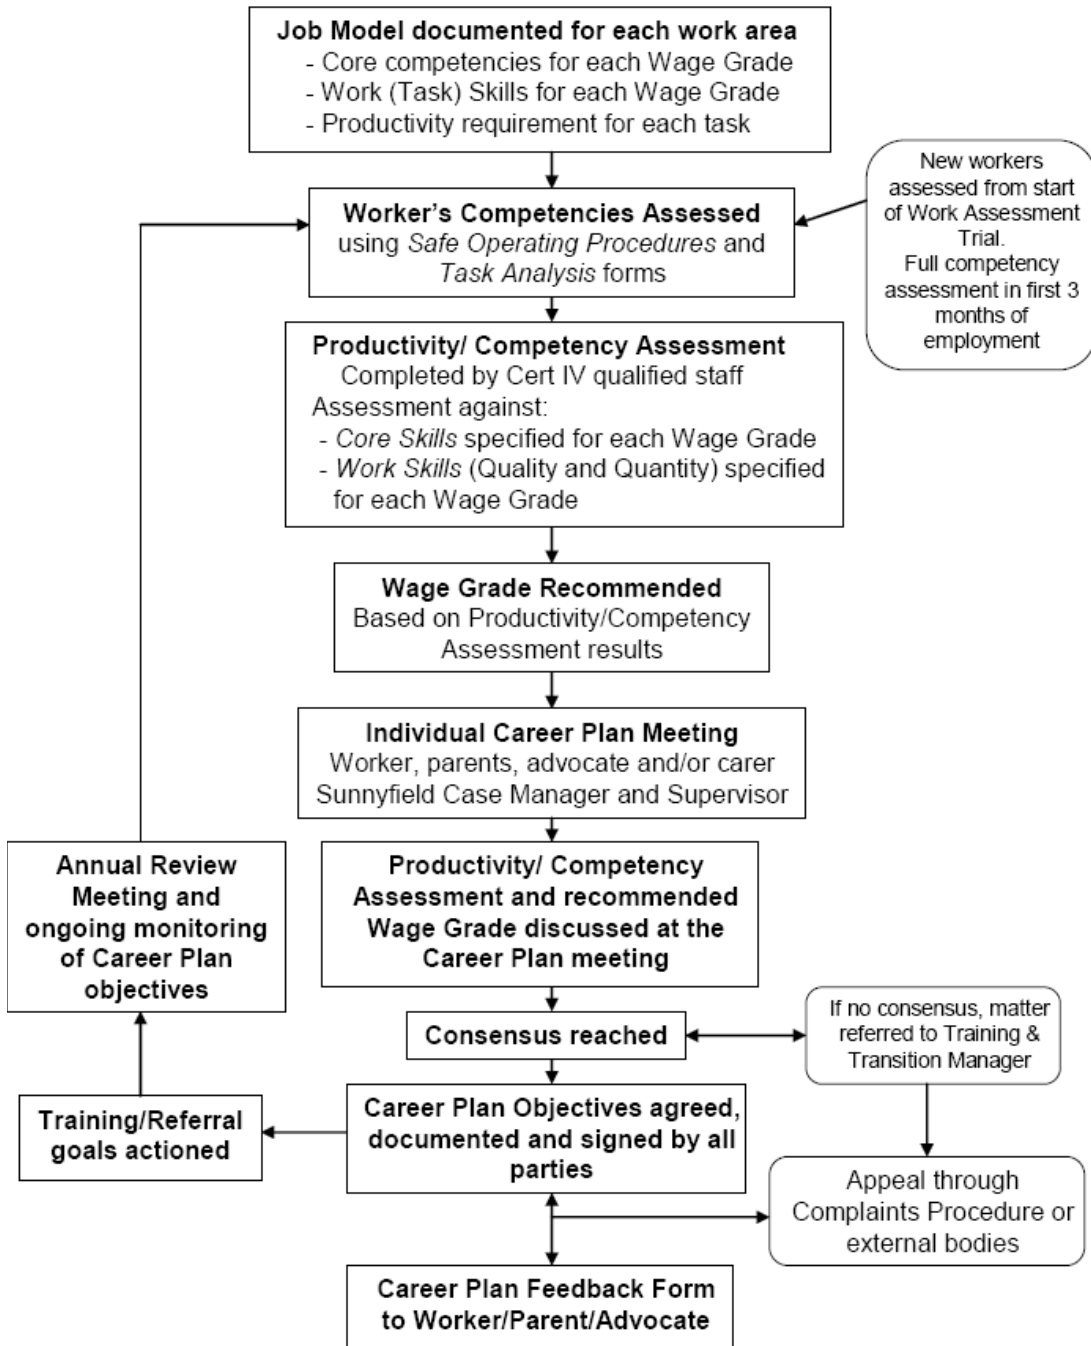 Job Model documented for each work area
- Core competencies for each Wage Grade
- Work (Task) Skills for each Wage Grade
- Productivity requirement for each task
New workers
assessed from start
of Work Assessment
Trial.
Full competency
assessment in first 3
months of
employment
Worker's Competencies Assessed
using Safe Operating Procedures and
Task Analysis forms
Productivity/ Competency Assessment
Completed by Cert IV qualified staff
Assessment against:
- Core Skills specified for each Wage Grade
- Work Skills (Quality and Quantity) specified
for each Wage Grade
Wage Grade Recommended
Based on Productivity/Competency
Assessment results
Individual Career Plan Meeting
Worker, parents, advocate and/or carer
Sunnyfield Case Manager and Supervisor
Annual Review
Meeting and
ongoing monitoring
of Career Plan
objectives
Productivity/ Competency
Assessment and recommended
Wage Grade discussed at the
Career Plan meeting
Consensus reached
If no consensus, matter
referred to Training &
Transition Manager
Training/Referral
goals actioned
Career Plan Objectives agreed,
documented and signed by all
parties
Appeal through
Complaints Procedure or
external bodies
Career Plan Feedback Form
to Worker/Parent/Advocate